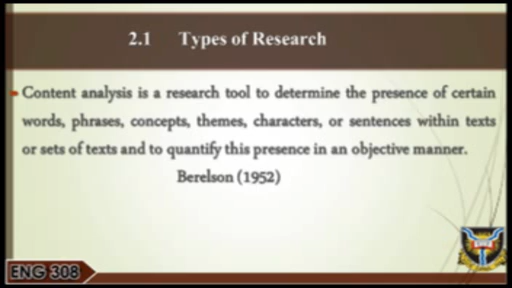 2.1 Types of Research
Content analysis is a research tool to determine the presence of certain
words, phrases, concepts, themes, characters, or sentences within texts
or sets of texts and to quantify this presence in an objective manner.
Berelson (1952)
ENG 308